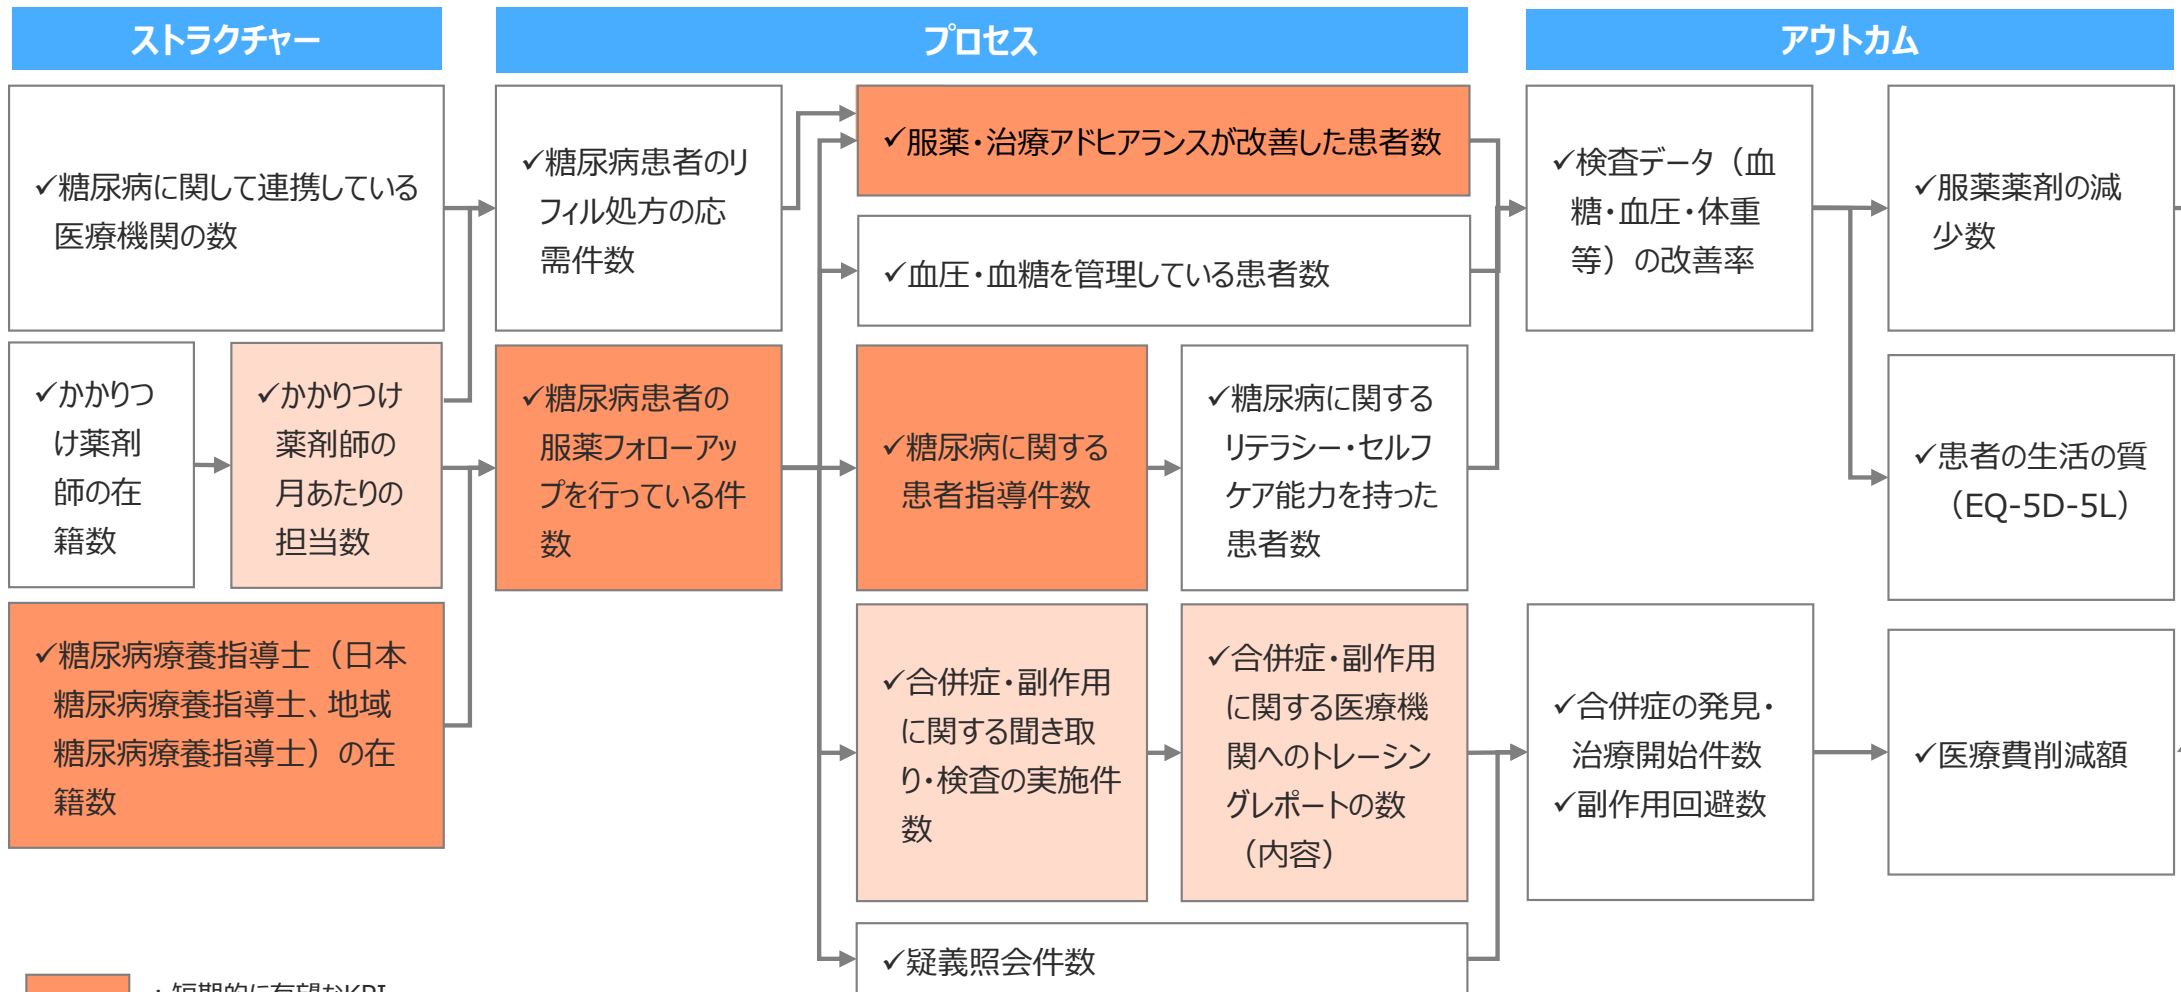 ストラクチャー
プロセス
アウトカム
✓糖尿病に関して連携している
医療機関の数
✓かかりつ
け薬剤
師の在
籍数
✓かかりつけ
薬剤師の
月あたりの
担当数
✓糖尿病療養指導士（日本
糖尿病療養指導士、地域
糖尿病療養指導士）の在
籍数
✓糖尿病患者のリ
フィル処方の応
需件数
✓糖尿病患者の
服薬フォローアッ
プを行っている件
数
✓服薬・治療アドヒアランスが改善した患者数
✓血圧・血糖を管理している患者数
✓糖尿病に関する
患者指導件数
✓糖尿病に関する
リテラシー・セルフ
ケア能力を持った
患者数
✓合併症・副作用
に関する聞き取
り・検査の実施件
数
✓合併症・副作用
に関する医療機
関へのトレーシン
グレポートの数
（内容）
✓疑義照会件数
✓検査データ（血
糖・血圧・体重
等）の改善率
✓服薬薬剤の減
少数
✓患者の生活の質
（EQ-5D-5L）
✓合併症の発見・
治療開始件数
✓副作用回避数
✓医療費削減額
：短期的に有望なKPI